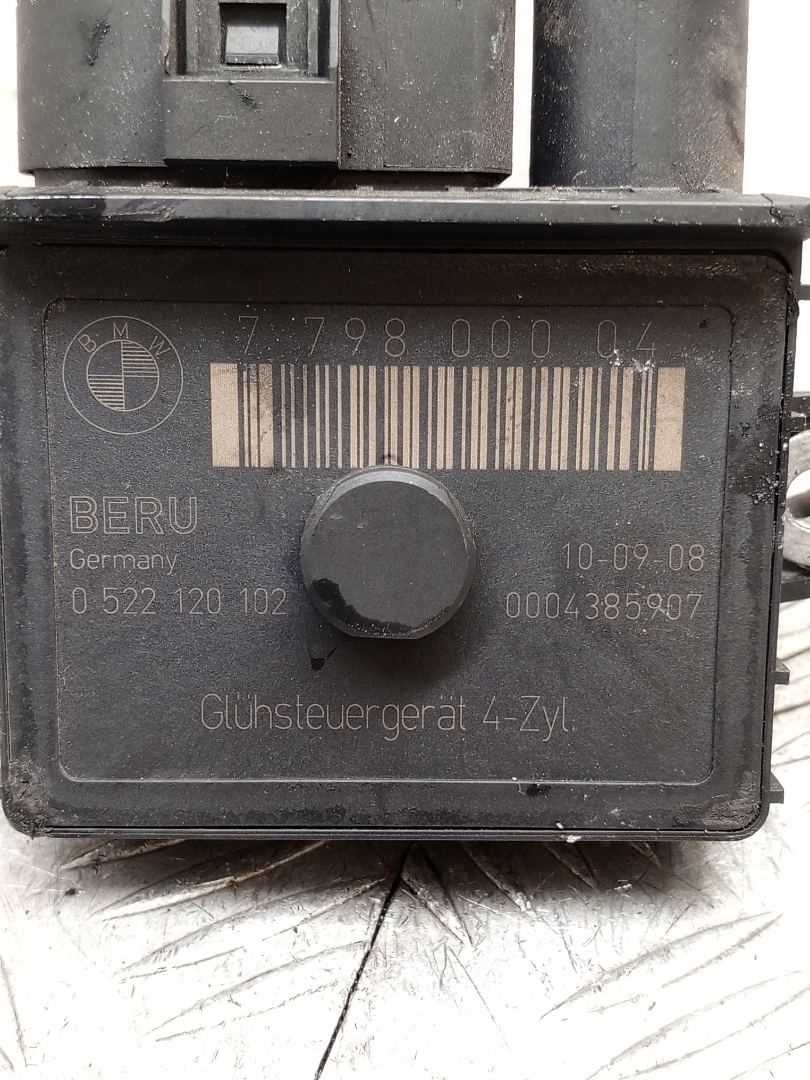 BMW
7 798 000 04
BERU
Germany
10-09-08
0 522 120 102
0004385907
Glühsteuergerät 4-Zyl.